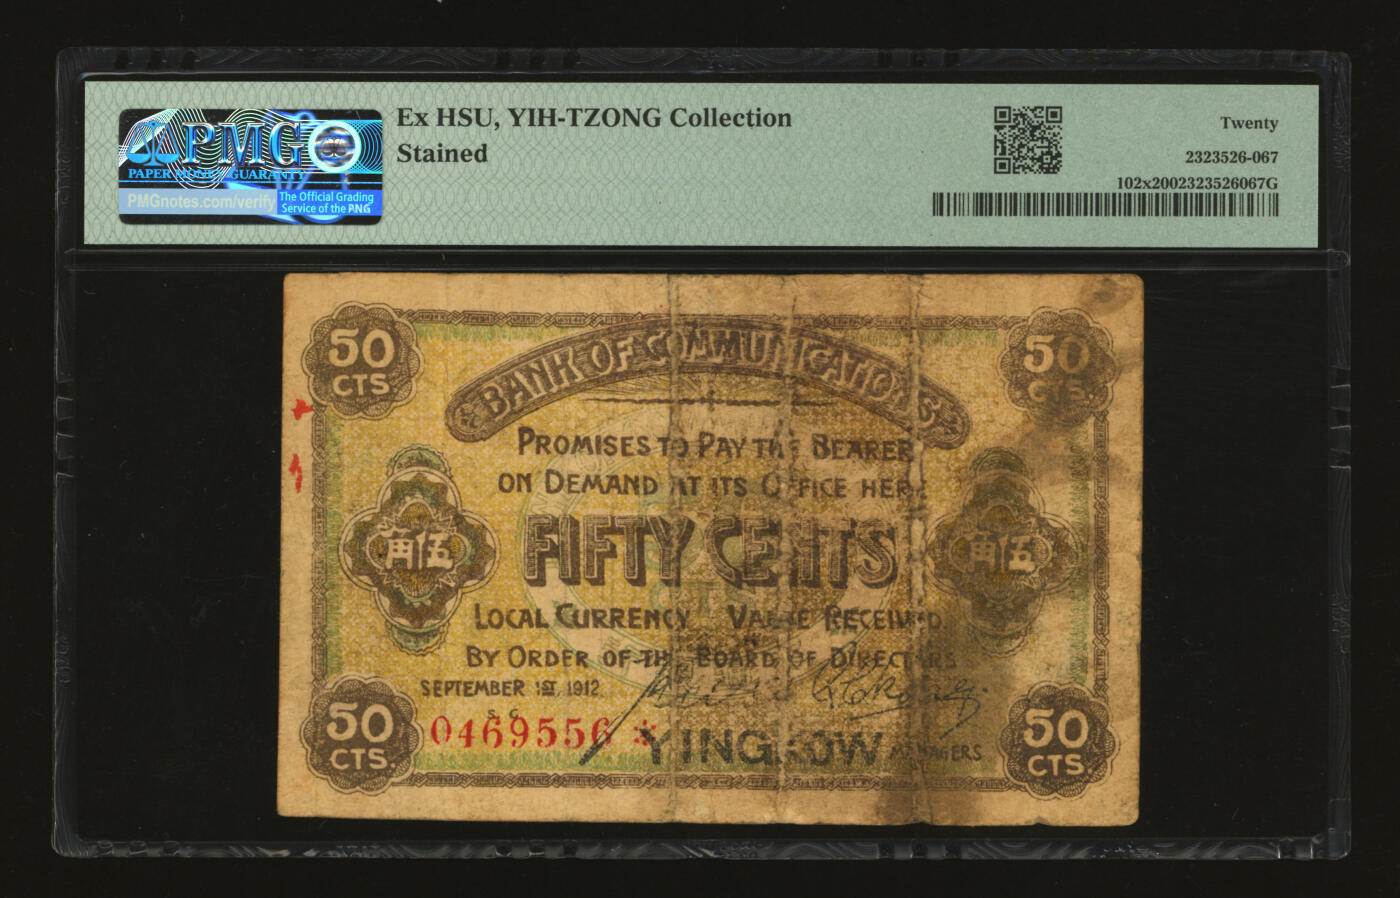 PMG
PAPER MONEY GUARANTY
PMGnotes.com/verify
The Official Grading
Service of the PNG
Ex HSU, YIH-TZONG Collection
Stained
Twenty
2323526-067
102x2002323526067G
50
CTS.
50
CTS.
BANK OF COMMUNICATIONS
PROMISES TO PAY THE BEARER
ON DEMAND AT ITS OFFICE HERE
角伍
FIFTY CENTS
角伍
LOCAL CURRENCY VALUE RECEIVED.
BY ORDER OF THE BOARD OF DIRECTORS
SEPTEMBER 1ST, 1912
S. C.
0469556 *
YINGKOW
MANAGERS
50
CTS.
50
CTS.